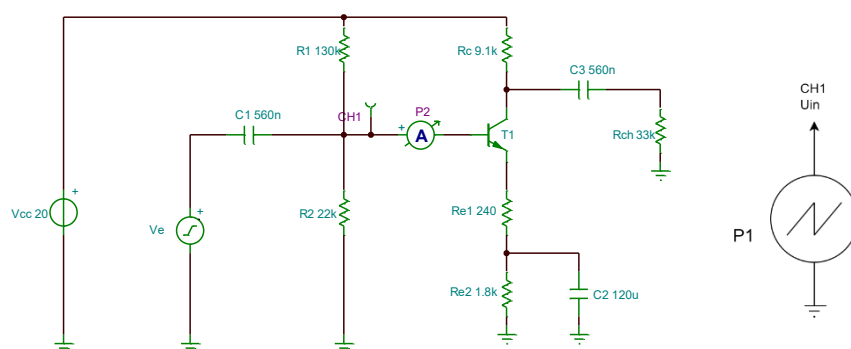 R1 130k
Rc 9.1k
C3 560n
CH1
Uin
C1 560n
CH1
P2
+
A
T1
Rch 33k
+
Vcc 20
+
Ve
R2 22k
Re1 240
P1
Re2 1.8k
C2 120u